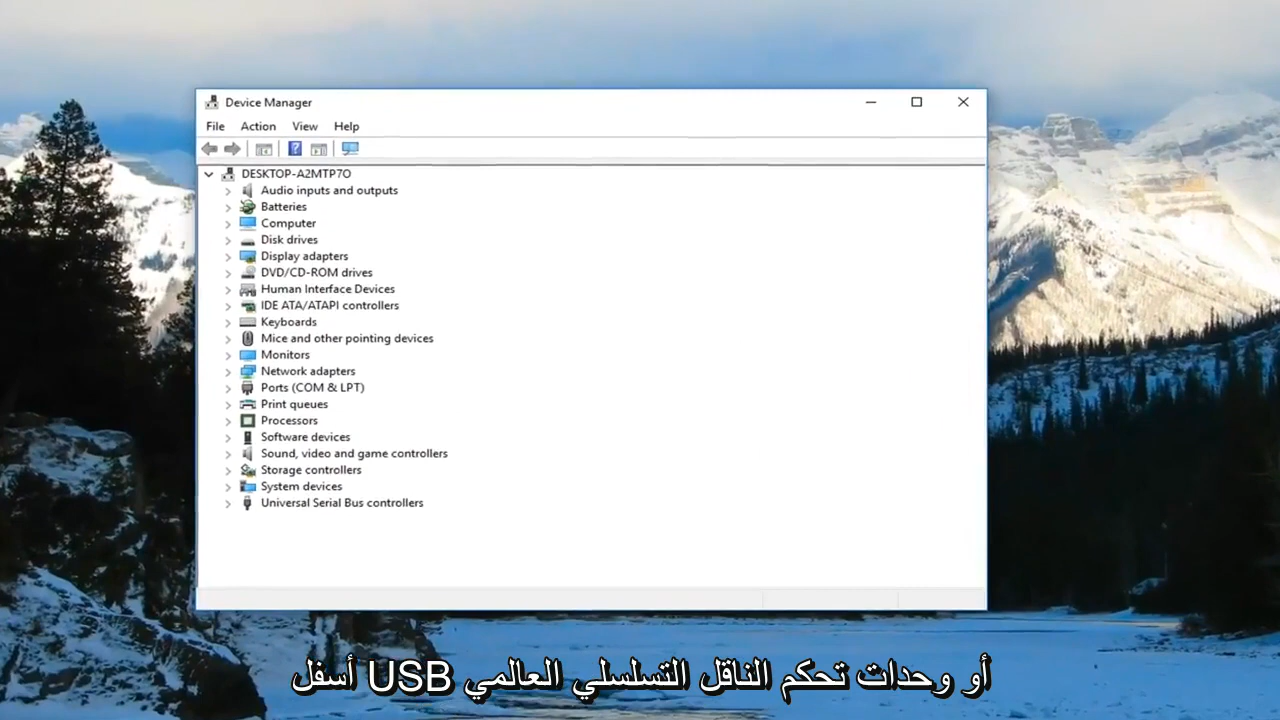 Device Manager
File Action View Help
DESKTOP-A2MTP7O
Audio inputs and outputs
Batteries
Computer
Disk drives
Display adapters
DVD/CD-ROM drives
Human Interface Devices
IDE ATA/ATAPI controllers
Keyboards
Mice and other pointing devices
Monitors
Network adapters
Ports (COM & LPT)
Print queues
Processors
Software devices
Sound, video and game controllers
Storage controllers
System devices
Universal Serial Bus controllers
أو وحدات تحكم الناقل التسلسلي العالمي USB أسفل